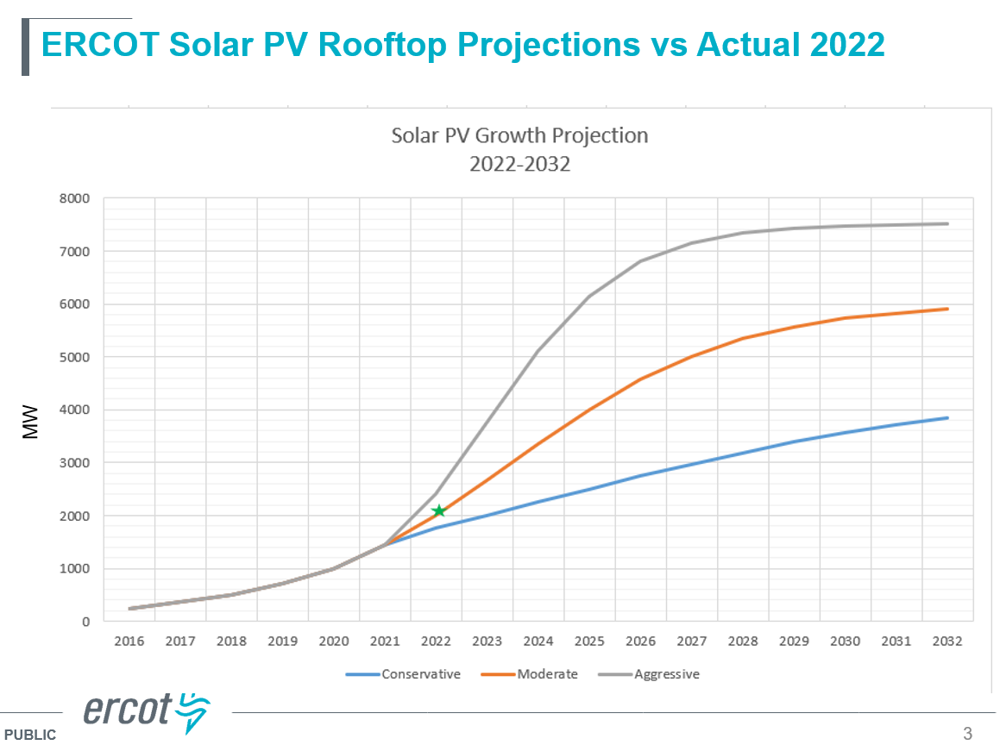 ERCOT Solar PV Rooftop Projections vs Actual 2022
Solar PV Growth Projection
2022-2032
8000
7000
6000
5000
4000
3000
2000
1000
0
MW
2016 2017 2018 2019 2020 2021 2022 2023 2024 2025 2026 2027 2028 2029 2030 2031 2032
Conservative Moderate Aggressive
ercot
PUBLIC
3